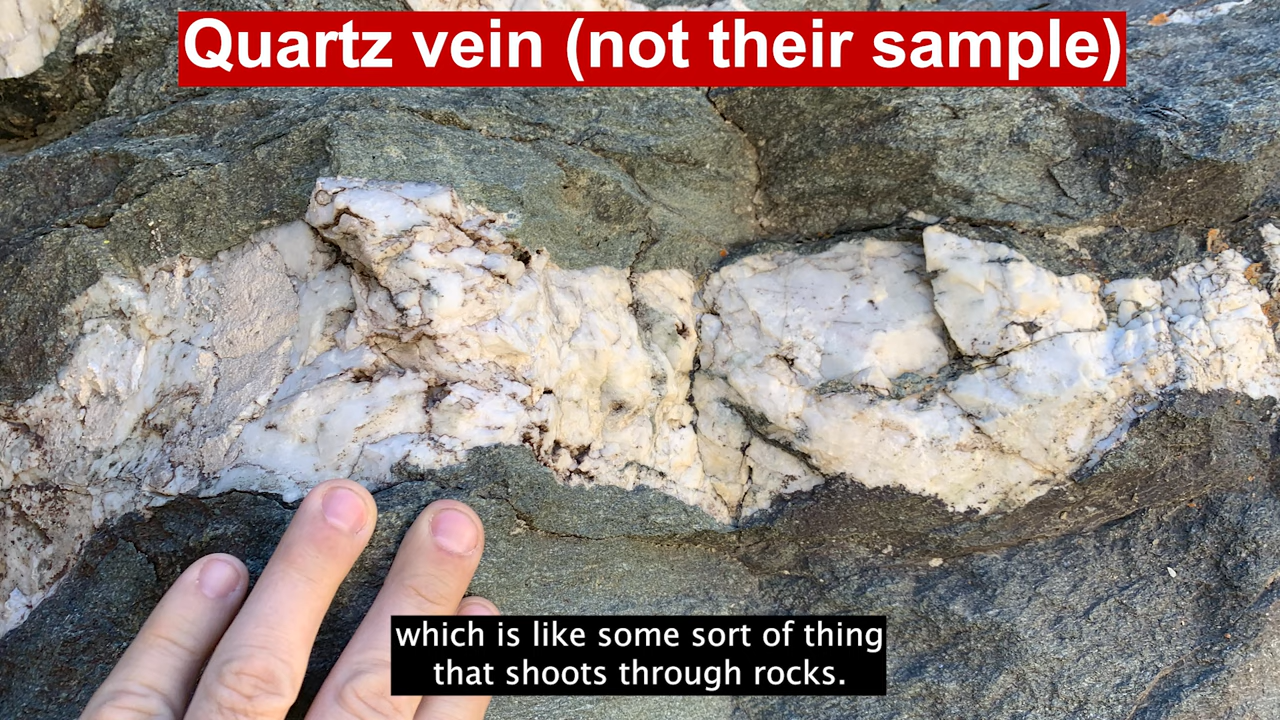 Quartz vein (not their sample)
which is like some sort of thing
that shoots through rocks.